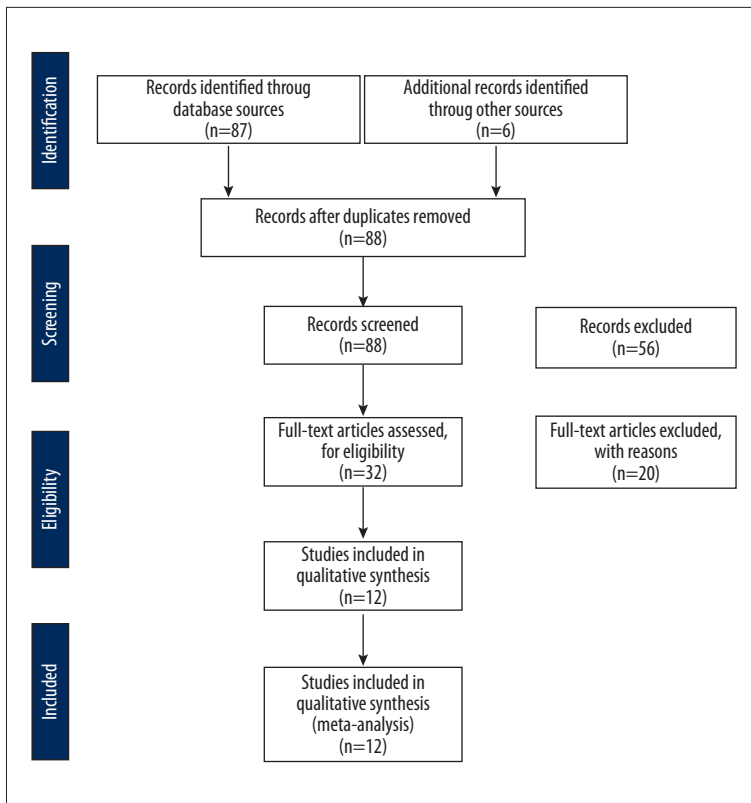 Identification
Records identified throug
database sources
(n=87)
Additional records identified
throug other sources
(n=6)
Records after duplicates removed
(n=88)
Screening
Records screened
(n=88)
Records excluded
(n=56)
Eligibility
Full-text articles assessed,
for eligibility
(n=32)
Full-text articles excluded,
with reasons
(n=20)
Studies included in
qualitative synthesis
(n=12)
Included
Studies included in
qualitative synthesis
(meta-analysis)
(n=12)